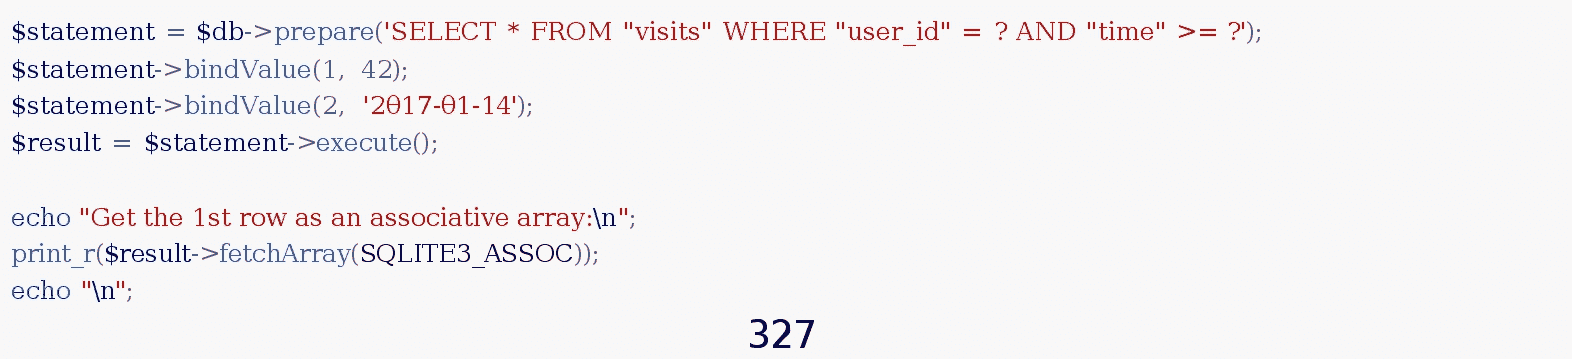 $statement = $db->prepare('SELECT * FROM "visits" WHERE "user_id" = ? AND "time" >= ?');
$statement->bindValue(1, 42);
$statement->bindValue(2, '2017-01-14');
$result = $statement->execute();
echo "Get the 1st row as an associative array:\n";
print_r($result->fetchArray(SQLITE3_ASSOC));
echo "\n";
327